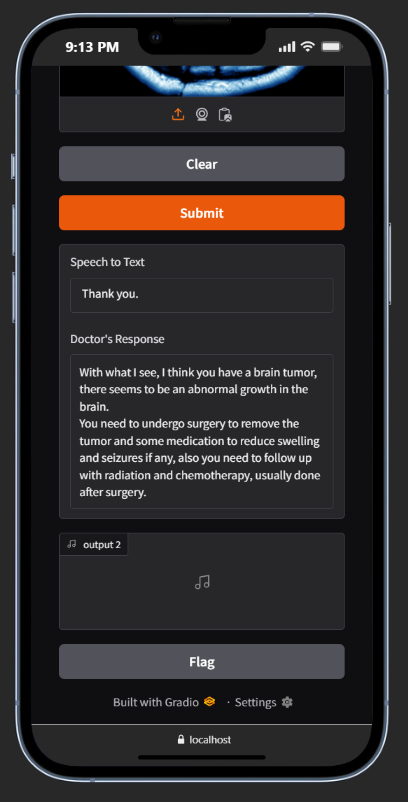 9:13 PM
Clear
Submit
Speech to Text
Thank you.
Doctor's Response
With what I see, I think you have a brain tumor,
there seems to be an abnormal growth in the
brain.
You need to undergo surgery to remove the
tumor and some medication to reduce swelling
and seizures if any, also you need to follow up
with radiation and chemotherapy, usually done
after surgery.
output 2
Flag
Built with Gradio · Settings
localhost